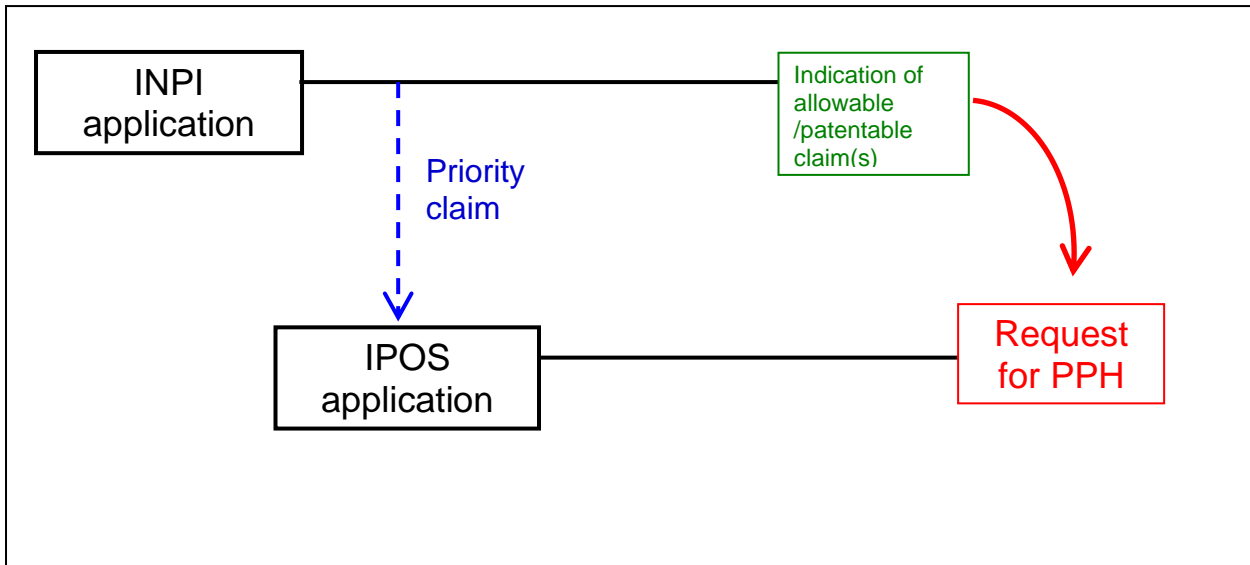 INPI
application
Indication of
allowable
/patentable
claim(s)
Priority
claim
IPOS
application
Request
for PPH